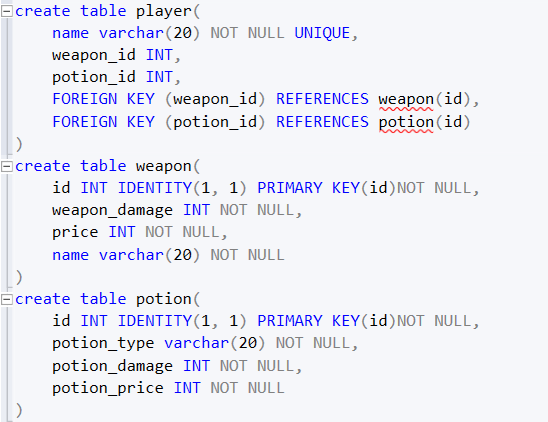 create table player(
    name varchar(20) NOT NULL UNIQUE,
    weapon_id INT,
    potion_id INT,
    FOREIGN KEY (weapon_id) REFERENCES weapon(id),
    FOREIGN KEY (potion_id) REFERENCES potion(id)
)
create table weapon(
    id INT IDENTITY(1, 1) PRIMARY KEY(id)NOT NULL,
    weapon_damage INT NOT NULL,
    price INT NOT NULL,
    name varchar(20) NOT NULL
)
create table potion(
    id INT IDENTITY(1, 1) PRIMARY KEY(id)NOT NULL,
    potion_type varchar(20) NOT NULL,
    potion_damage INT NOT NULL,
    potion_price INT NOT NULL
)